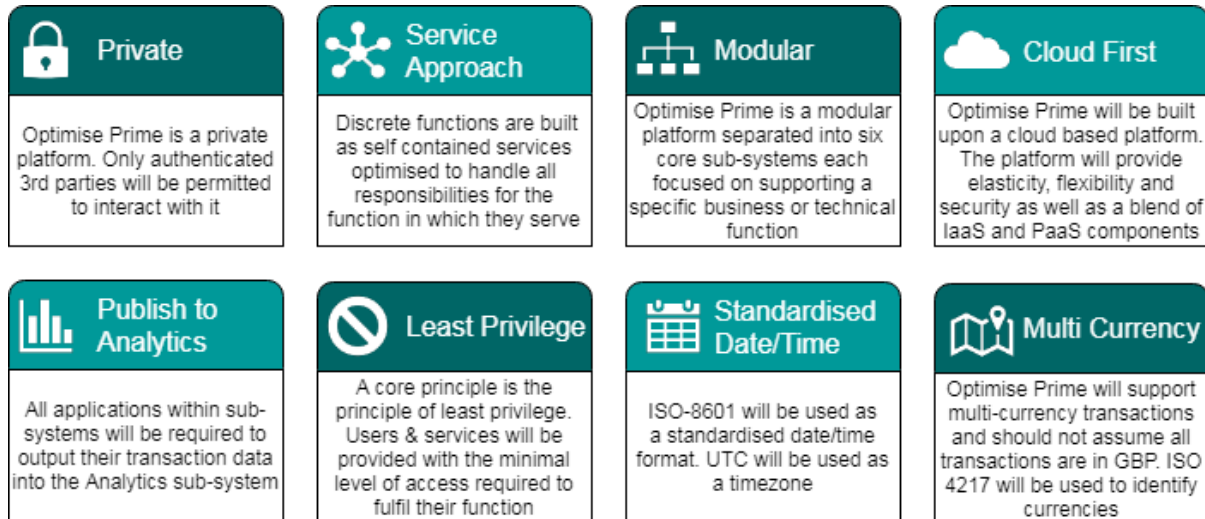 Private
Optimise Prime is a private
platform. Only authenticated
3rd parties will be permitted
to interact with it
Service
Approach
Discrete functions are built
as self contained services
optimised to handle all
responsibilities for the
function in which they serve
Modular
Optimise Prime is a modular
platform separated into six
core sub-systems each
focused on supporting a
specific business or technical
function
Cloud First
Optimise Prime will be built
upon a cloud based platform.
The platform will provide
elasticity, flexibility and
security as well as a blend of
IaaS and PaaS components
Publish to
Analytics
All applications within sub-
systems will be required to
output their transaction data
into the Analytics sub-system
Least Privilege
A core principle is the
principle of least privilege.
Users & services will be
provided with the minimal
level of access required to
fulfil their function
Standardised
Date/Time
ISO-8601 will be used as
a standardised date/time
format. UTC will be used as
a timezone
Multi Currency
Optimise Prime will support
multi-currency transactions
and should not assume all
transactions are in GBP. ISO
4217 will be used to identify
currencies